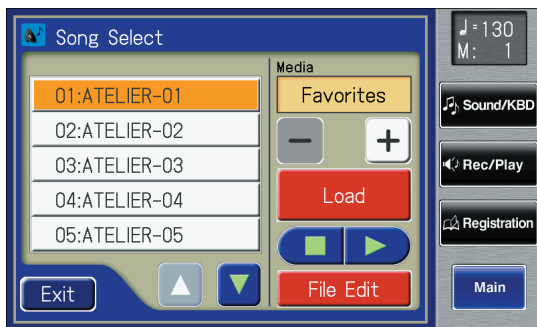 Song Select
Media
Favorites
01:ATELIER-01
02:ATELIER-02
03:ATELIER-03
04:ATELIER-04
05:ATELIER-05
− +
Load
File Edit
Exit
♩=130
M: 1
Sound/KBD
Rec/Play
Registration
Main